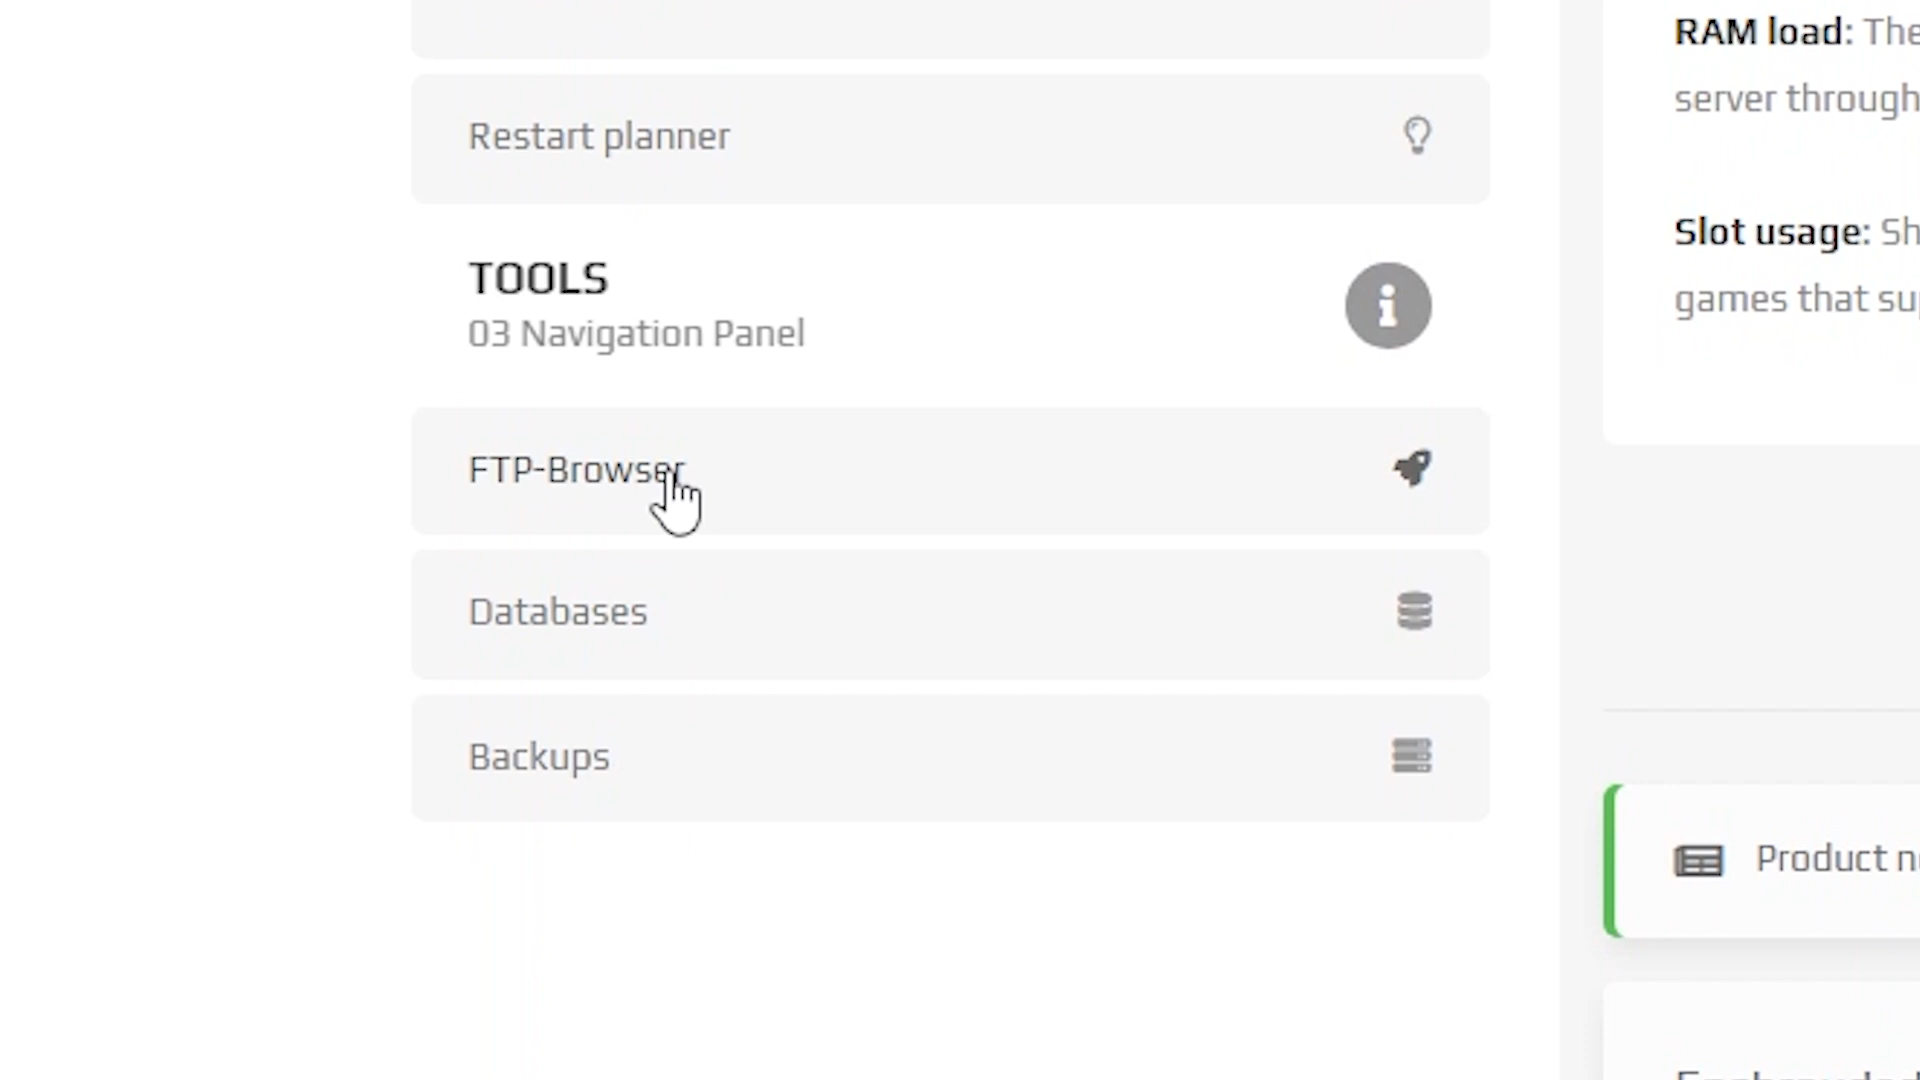 Restart planner
TOOLS
03 Navigation Panel
FTP-Browser
Databases
Backups
RAM load: The
server through
Slot usage: Sh
games that su
Product n